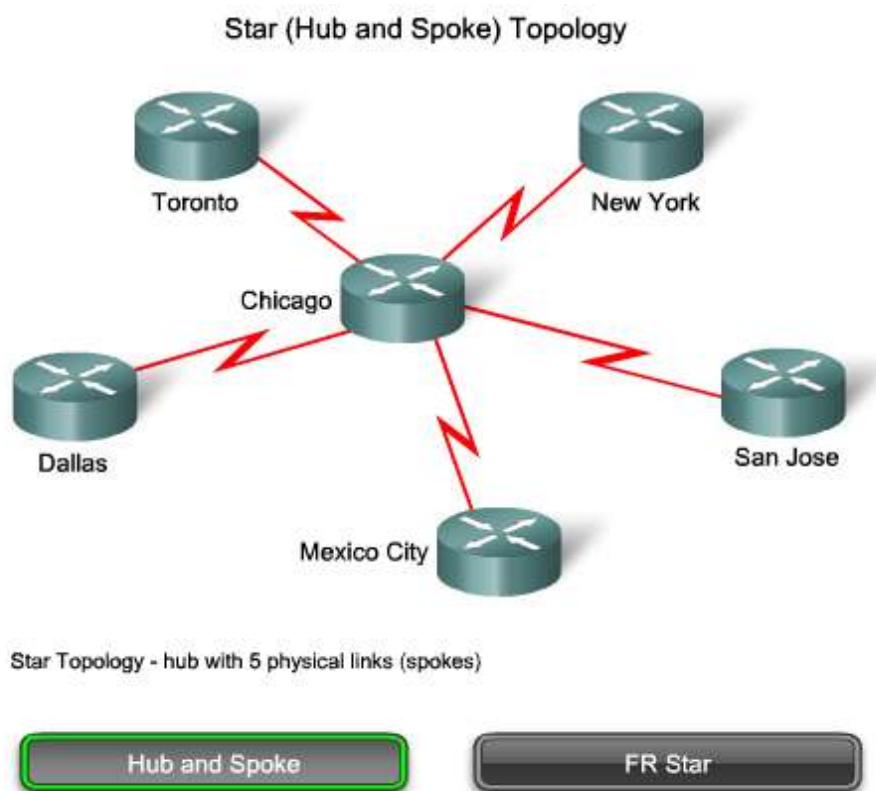 Star (Hub and Spoke) Topology
Toronto
New York
Chicago
Dallas
San Jose
Mexico City
Star Topology - hub with 5 physical links (spokes)
Hub and Spoke
FR Star